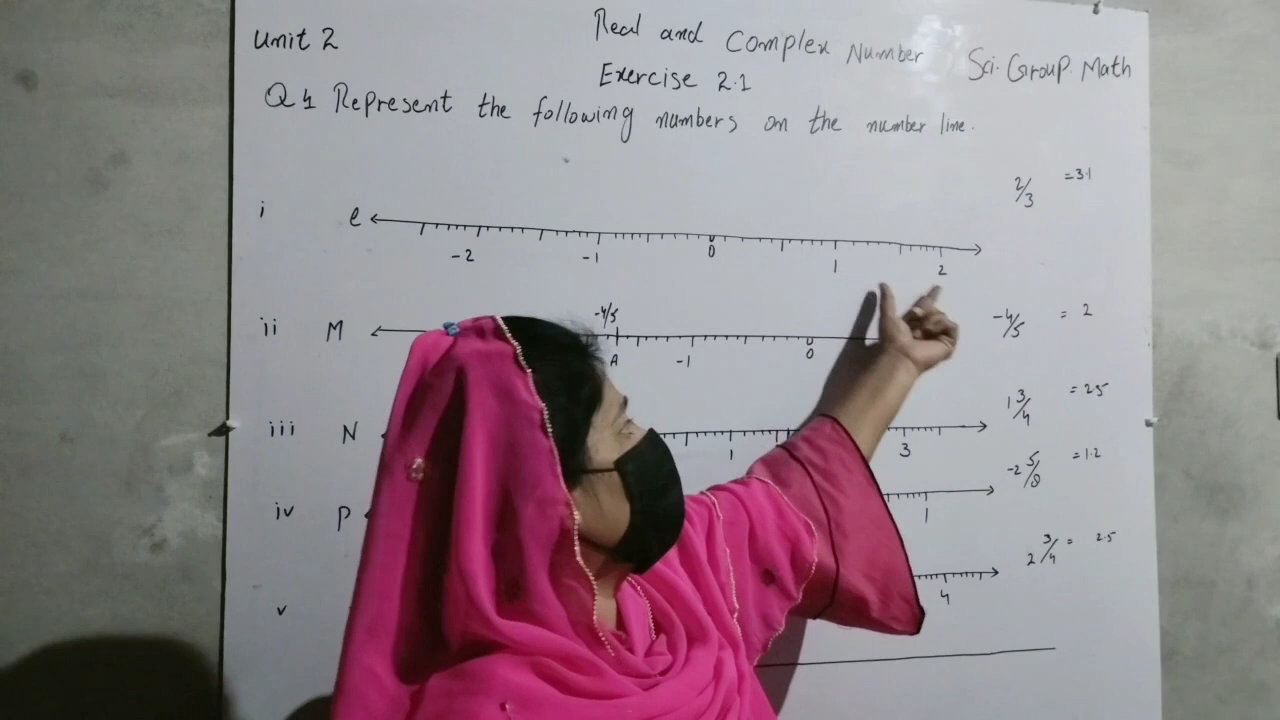 Unit 2
Real and Complex Number
Sci. Group Math
Exercise 2.1
Q4 Represent the following numbers on the number line.
2/3 = 3.1
i
l
-2 -1 0 1 2
-4/5
-4/5 = 2
ii M
A -1 0
1 3/4 = 2.5
iii N
1 3
-2 5/8 = 1.2
iv P
1
2 3/4 = 2.5
v
4